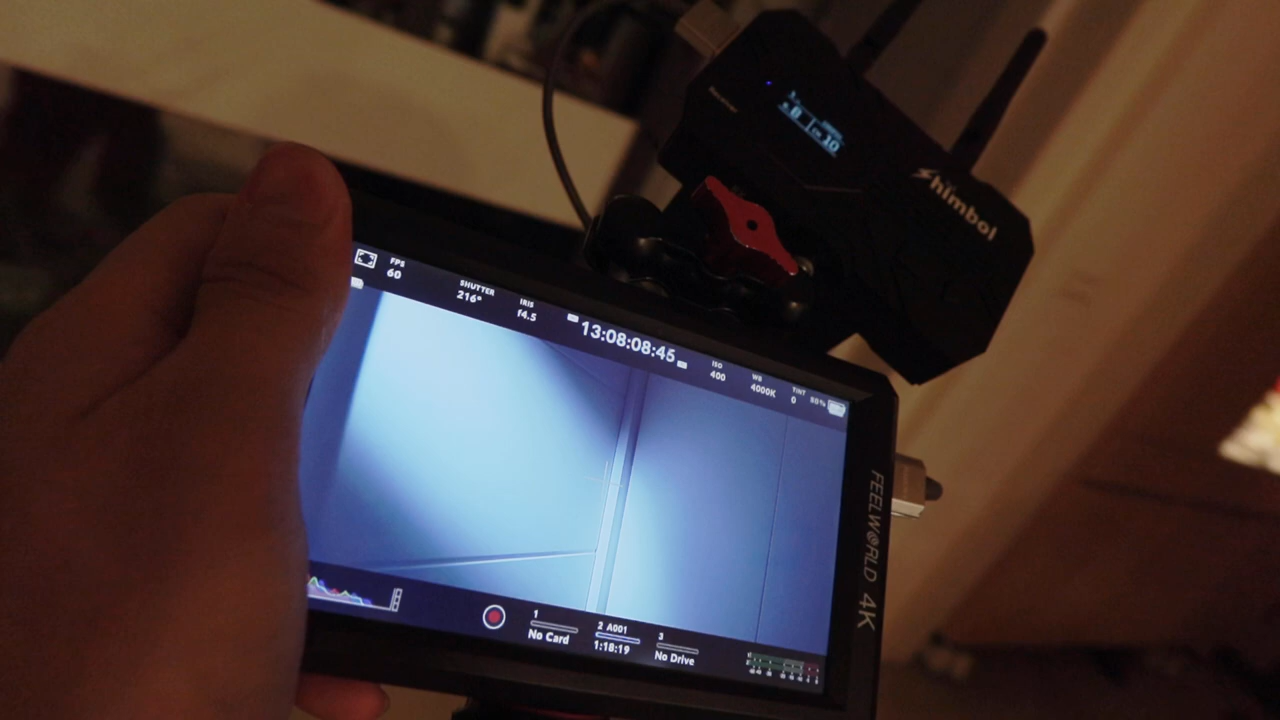 Shimbol
FPS
60
SHUTTER
216°
IRIS
f4.5
13:08:08:45
ISO
400
WB
4000K
TINT
0
80%
FEELWORLD 4K
1
No Card
2 A001
1:18:19
3
No Drive